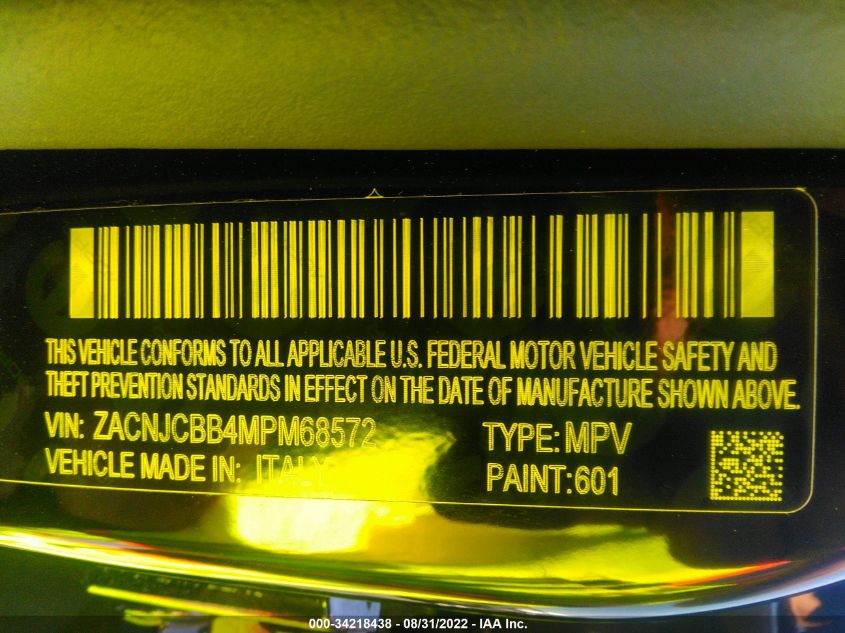 THIS VEHICLE CONFORMS TO ALL APPLICABLE U.S. FEDERAL MOTOR VEHICLE SAFETY AND
THEFT PREVENTION STANDARDS IN EFFECT ON THE DATE OF MANUFACTURE SHOWN ABOVE.
VIN: ZACNJCBB4MPM68572 TYPE: MPV
VEHICLE MADE IN: ITALY PAINT:601
000-34218438 - 08/31/2022 - IAA Inc.